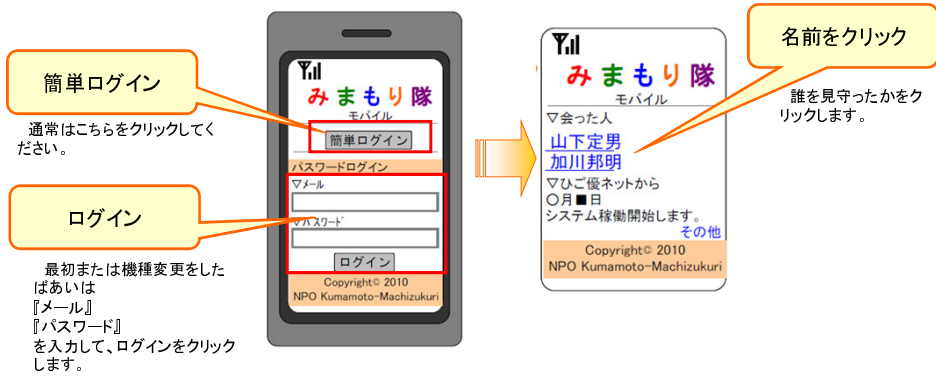 簡単ログイン
通常はこちらをクリックしてく
ださい。
ログイン
最初または機種変更をした
ばあいは
『メール』
『パスワード』
を入力して、ログインをクリック
します。
みまもり隊
モバイル
簡単ログイン
パスワードログイン
▽メール
▽パスワード
ログイン
Copyright© 2010
NPO Kumamoto-Machizukuri
みまもり隊
モバイル
▽会った人
山下定男
加川邦明
▽ひご優ネットから
〇月■日
システム稼働開始します。
その他
Copyright© 2010
NPO Kumamoto-Machizukuri
名前をクリック
誰を見守ったかをク
リックします。